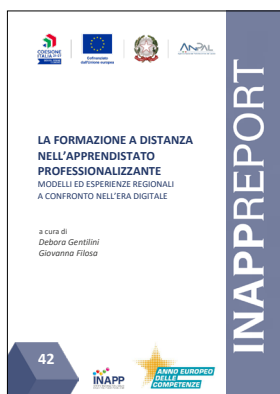 COESIONE
ITALIA 21-27
Cofinanziato
dall'Unione europea
ANPAL
LA FORMAZIONE A DISTANZA
NELL'APPRENDISTATO
PROFESSIONALIZZANTE
MODELLI ED ESPERIENZE REGIONALI
A CONFRONTO NELL'ERA DIGITALE
a cura di
Debora Gentilini
Giovanna Filosa
INAPPREPORT
42
INAPP
ANNO EUROPEO
DELLE
COMPETENZE